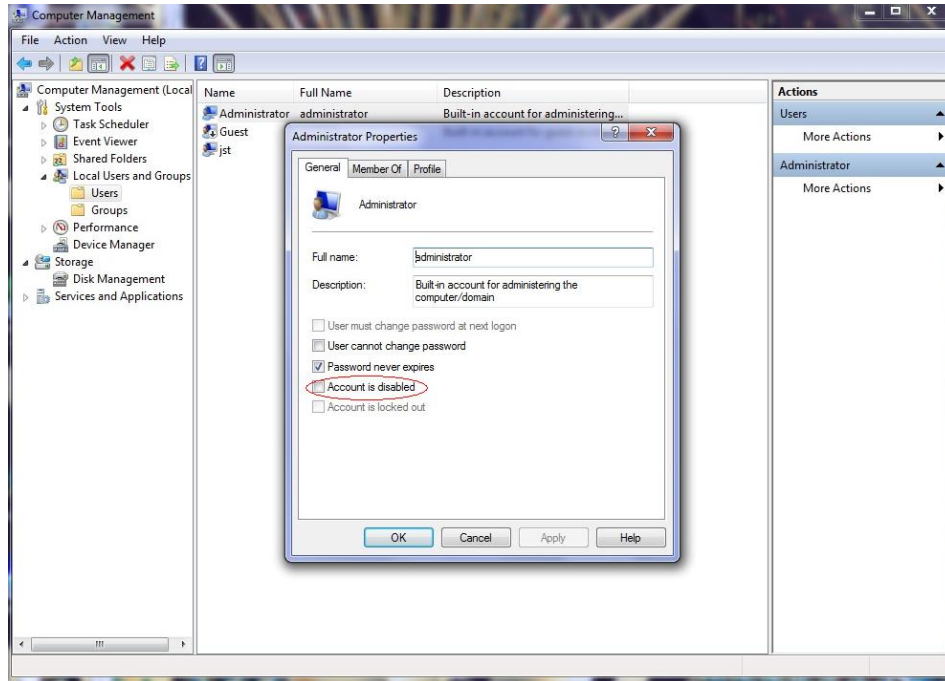 Computer Management
File Action View Help
Computer Management (Local
System Tools
Task Scheduler
Event Viewer
Shared Folders
Local Users and Groups
Users
Groups
Performance
Device Manager
Storage
Disk Management
Services and Applications
Name Full Name Description
Administrator administrator Built-in account for administering...
Guest
jst
Administrator Properties
General Member Of Profile
Administrator
Full name: administrator
Description: Built-in account for administering the
computer/domain
User must change password at next logon
User cannot change password
Password never expires
Account is disabled
Account is locked out
OK Cancel Apply Help
Actions
Users
More Actions
Administrator
More Actions